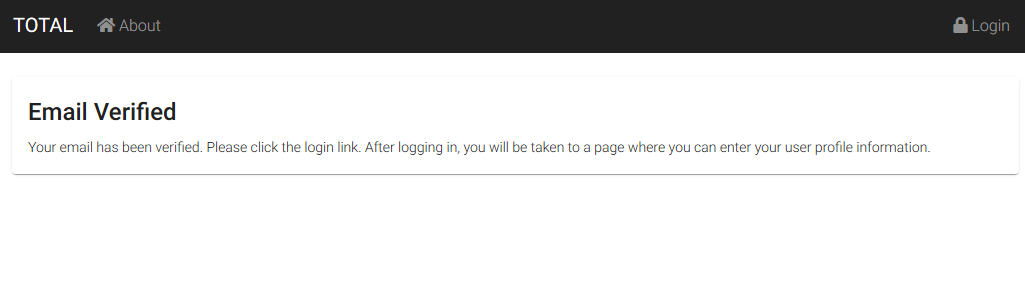 TOTAL About Login
Email Verified
Your email has been verified. Please click the login link. After logging in, you will be taken to a page where you can enter your user profile information.